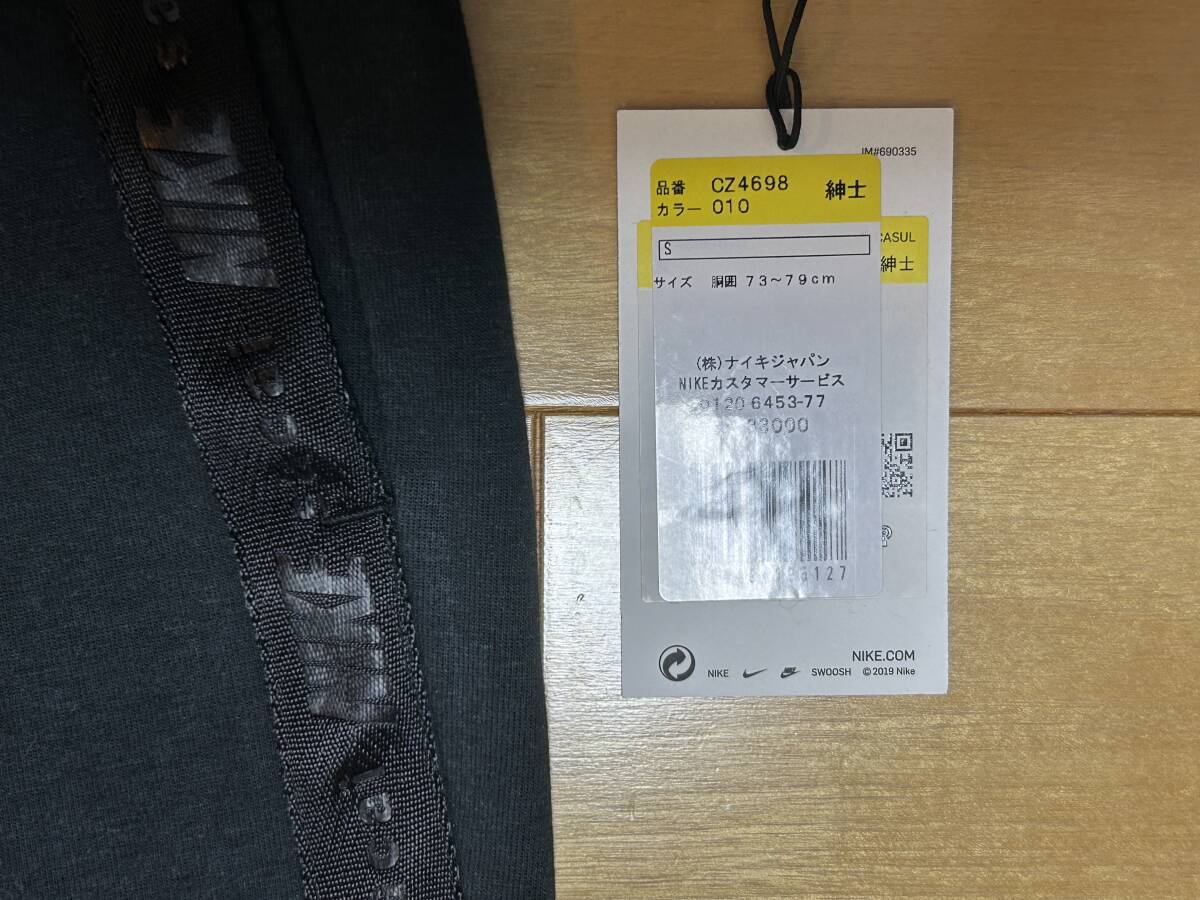 IM#690335
品番 CZ4698 紳士
カラー 010
CASUL
紳士
S
サイズ 胴囲 73～79cm
(株)ナイキジャパン
NIKEカスタマーサービス
0120 6453-77
33000
6127
NIKE.COM
NIKE SWOOSH © 2019 Nike
NIKE
NIKE